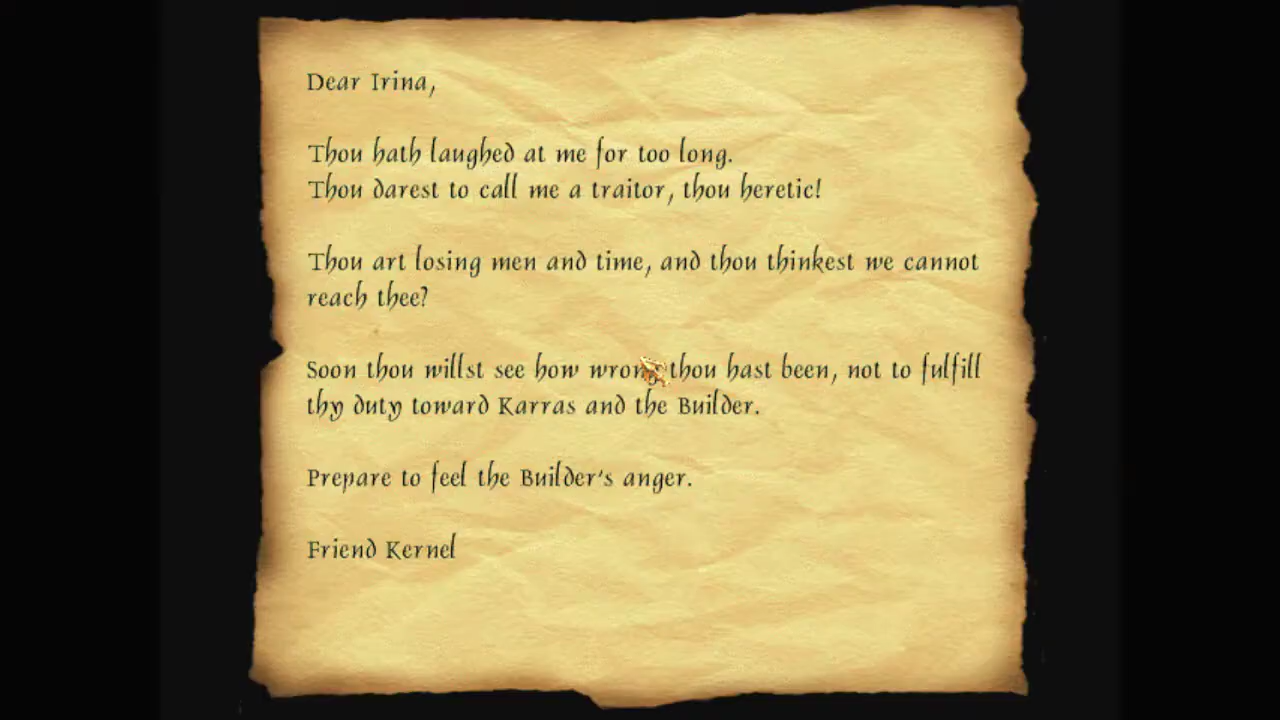 Dear Irina,
Thou hath laughed at me for too long.
Thou darest to call me a traitor, thou heretic!
Thou art losing men and time, and thou thinkest we cannot
reach thee?
Soon thou willst see how wrong thou hast been, not to fulfill
thy duty toward Karras and the Builder.
Prepare to feel the Builder's anger.
Friend Kernel